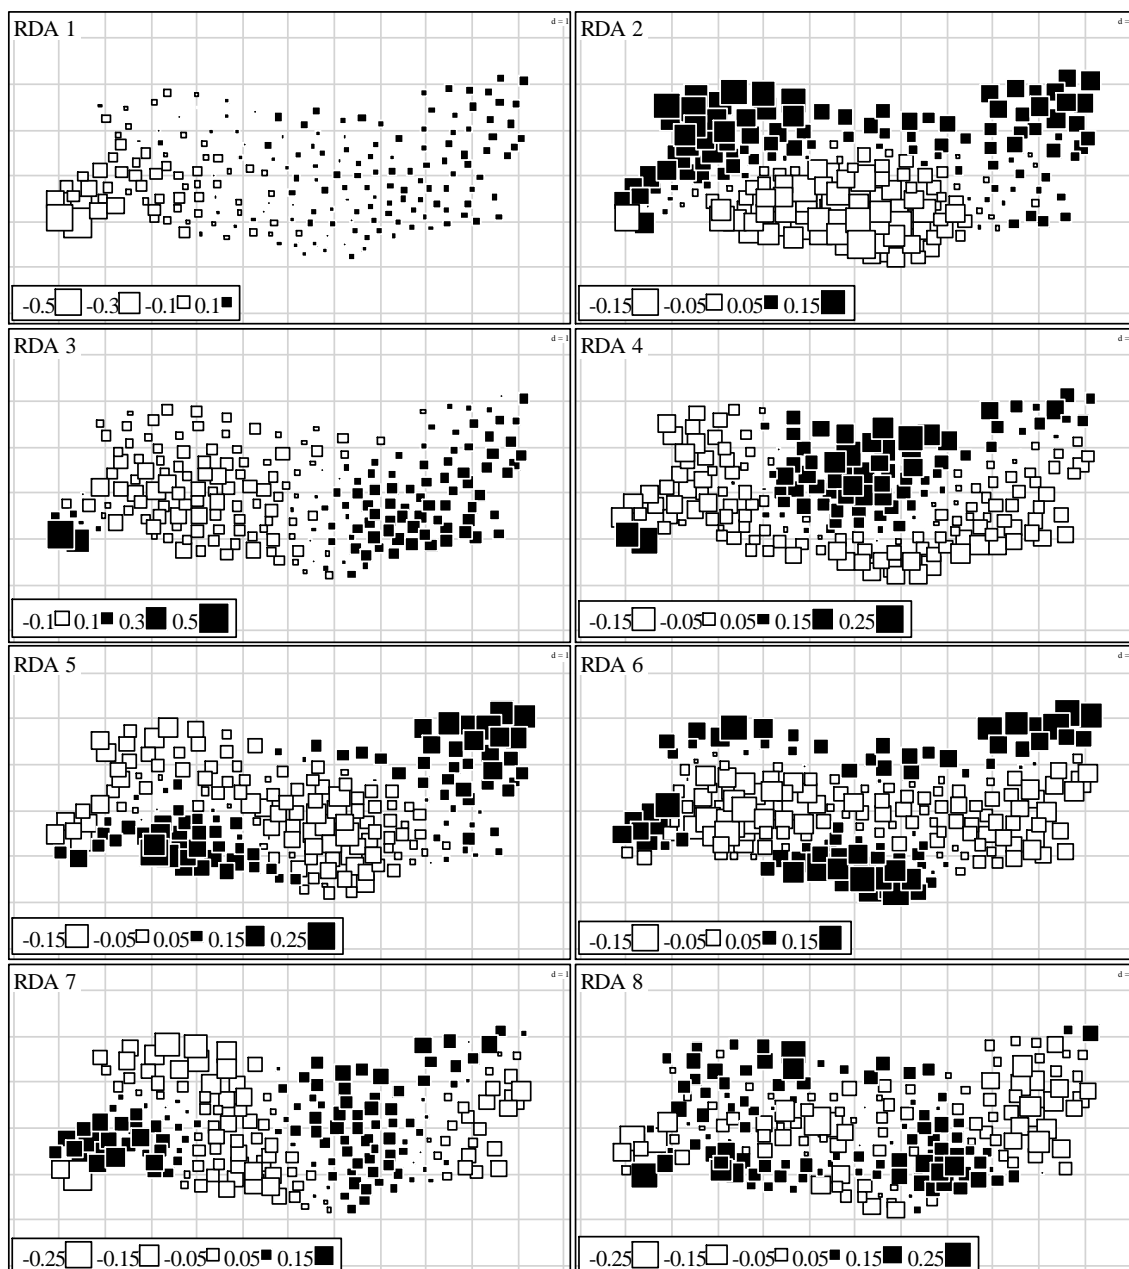 RDA 1
d = 1
-0.5 -0.3 -0.1 0.1
RDA 2
d =
-0.15 -0.05 0.05 0.15
RDA 3
d = 1
-0.1 0.1 0.3 0.5
RDA 4
d =
-0.15 -0.05 0.05 0.15 0.25
RDA 5
d = 1
-0.15 -0.05 0.05 0.15 0.25
RDA 6
d =
-0.15 -0.05 0.05 0.15
RDA 7
d = 1
-0.25 -0.15 -0.05 0.05 0.15
RDA 8
d =
-0.25 -0.15 -0.05 0.05 0.15 0.25